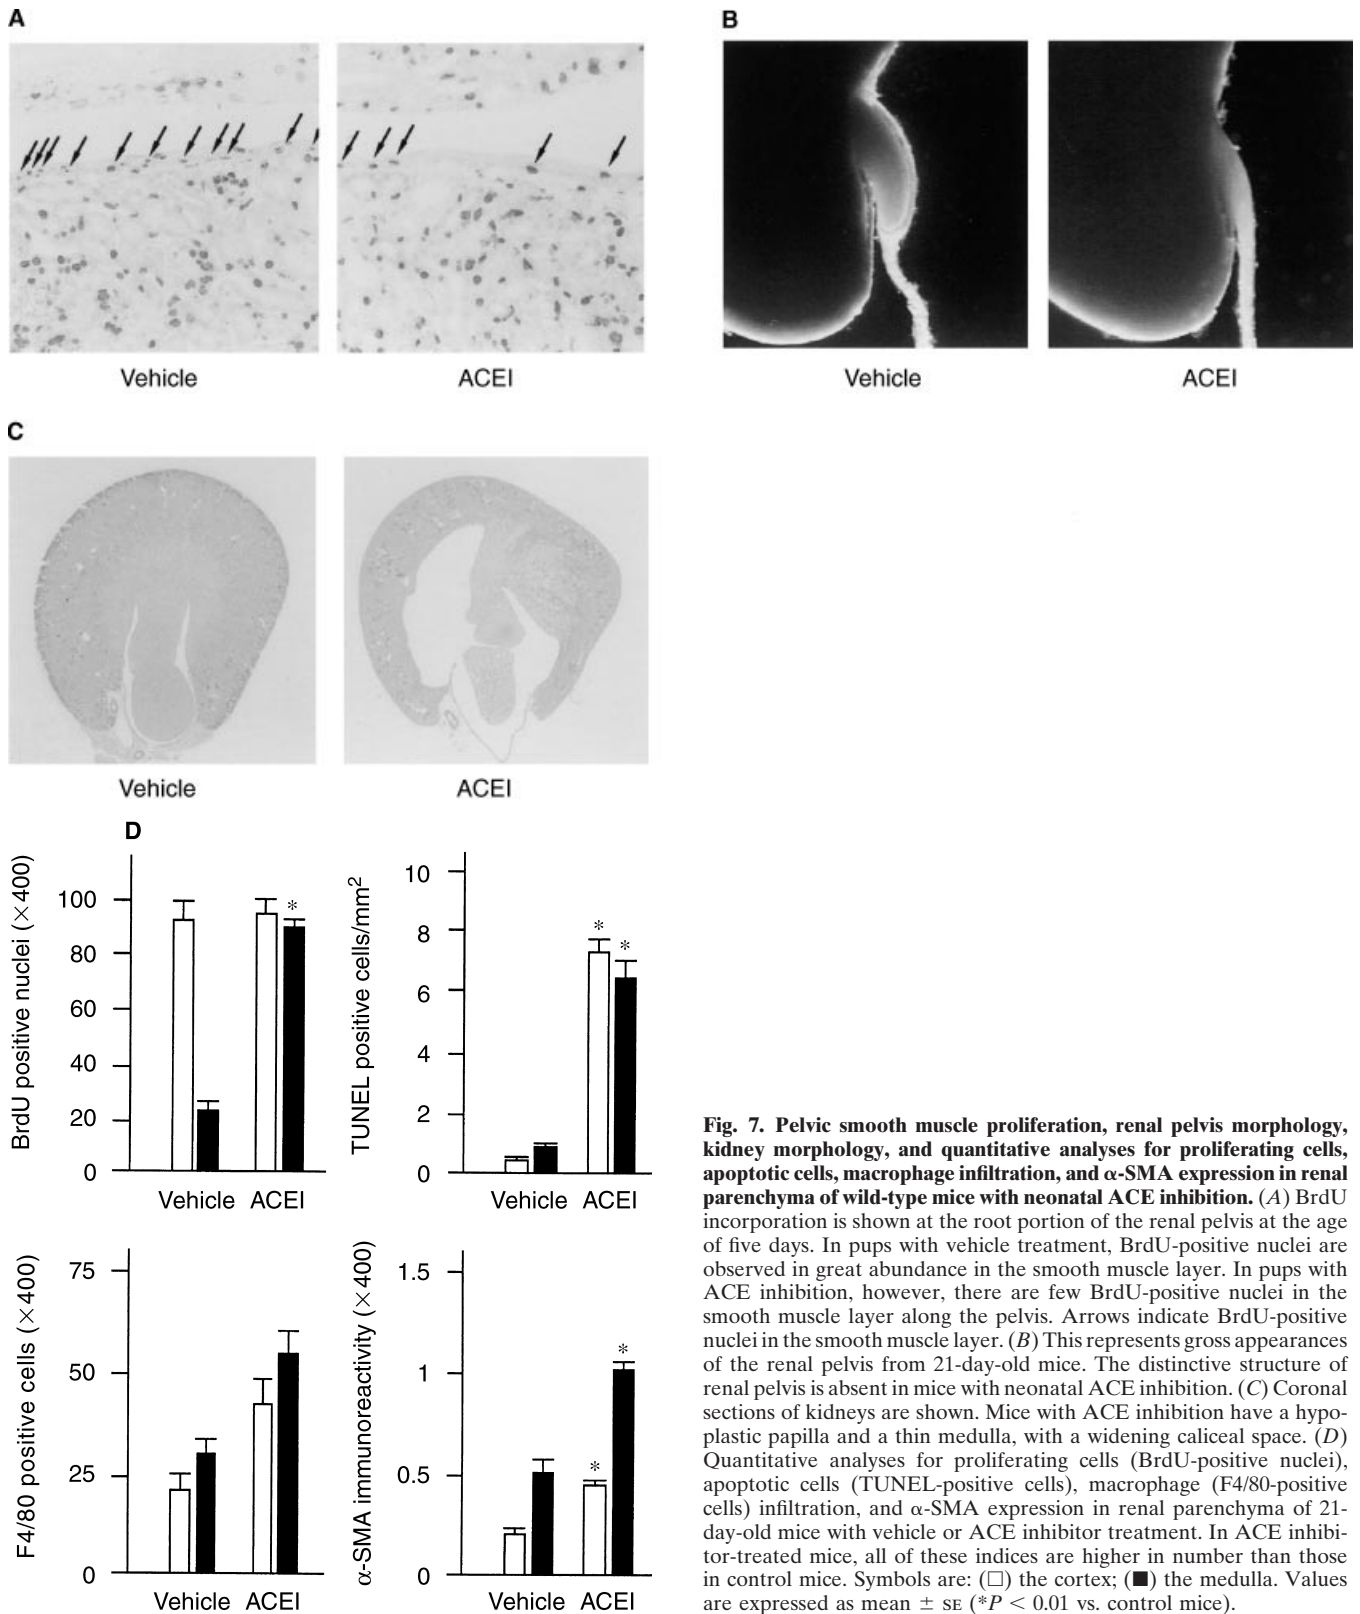 A
B
Vehicle
ACEI
Vehicle
ACEI
C
Vehicle
ACEI
D
BrdU positive nuclei (×400)
100
80
60
40
20
0
*
Vehicle ACEI
TUNEL positive cells/mm²
10
8
6
4
2
0
*
*
Vehicle ACEI
F4/80 positive cells (×400)
75
50
25
0
Vehicle ACEI
α-SMA immunoreactivity (×400)
1.5
1
0.5
0
*
*
Vehicle ACEI
Fig. 7. Pelvic smooth muscle proliferation, renal pelvis morphology,
kidney morphology, and quantitative analyses for proliferating cells,
apoptotic cells, macrophage infiltration, and α-SMA expression in renal
parenchyma of wild-type mice with neonatal ACE inhibition. (A) BrdU
incorporation is shown at the root portion of the renal pelvis at the age
of five days. In pups with vehicle treatment, BrdU-positive nuclei are
observed in great abundance in the smooth muscle layer. In pups with
ACE inhibition, however, there are few BrdU-positive nuclei in the
smooth muscle layer along the pelvis. Arrows indicate BrdU-positive
nuclei in the smooth muscle layer. (B) This represents gross appearances
of the renal pelvis from 21-day-old mice. The distinctive structure of
renal pelvis is absent in mice with neonatal ACE inhibition. (C) Coronal
sections of kidneys are shown. Mice with ACE inhibition have a hypo-
plastic papilla and a thin medulla, with a widening caliceal space. (D)
Quantitative analyses for proliferating cells (BrdU-positive nuclei),
apoptotic cells (TUNEL-positive cells), macrophage (F4/80-positive
cells) infiltration, and α-SMA expression in renal parenchyma of 21-
day-old mice with vehicle or ACE inhibitor treatment. In ACE inhibi-
tor-treated mice, all of these indices are higher in number than those
in control mice. Symbols are: (□) the cortex; (■) the medulla. Values
are expressed as mean ± SE (*P < 0.01 vs. control mice).